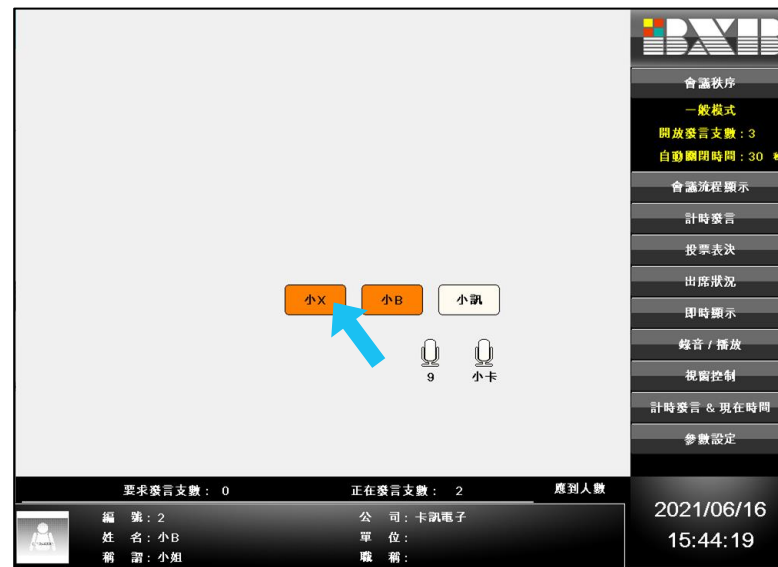 BXB
會議秩序
一般模式
開放發言支數：3
自動關閉時間：30
會議流程顯示
計時發言
投票表決
出席狀況
即時顯示
錄音 / 播放
視窗控制
計時發言 & 現在時間
參數設定
小X
小B
小訊
9
小卡
要求發言支數： 0
正在發言支數： 2
應到人數
編 號：2
公 司：卡訊電子
姓 名：小B
單 位：
稱 謂：小姐
職 稱：
2021/06/16
15:44:19